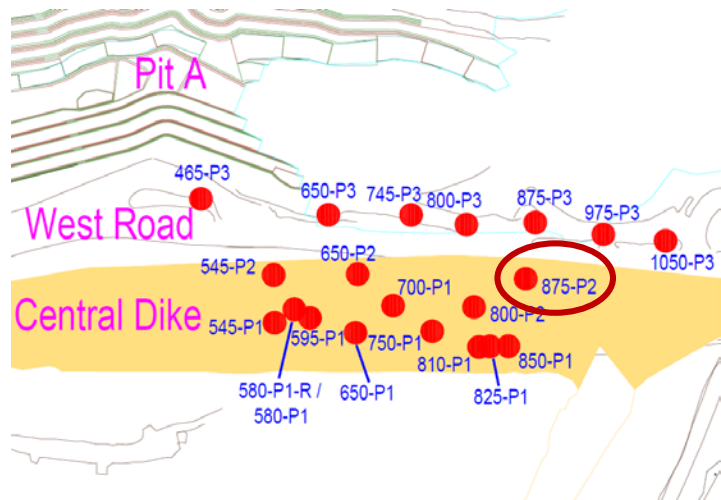 Pit A
465-P3
650-P3
745-P3
800-P3
875-P3
975-P3
1050-P3
West Road
545-P2
650-P2
875-P2
700-P1
800-P2
Central Dike
545-P1
595-P1
750-P1
810-P1
850-P1
580-P1-R /
580-P1
650-P1
825-P1